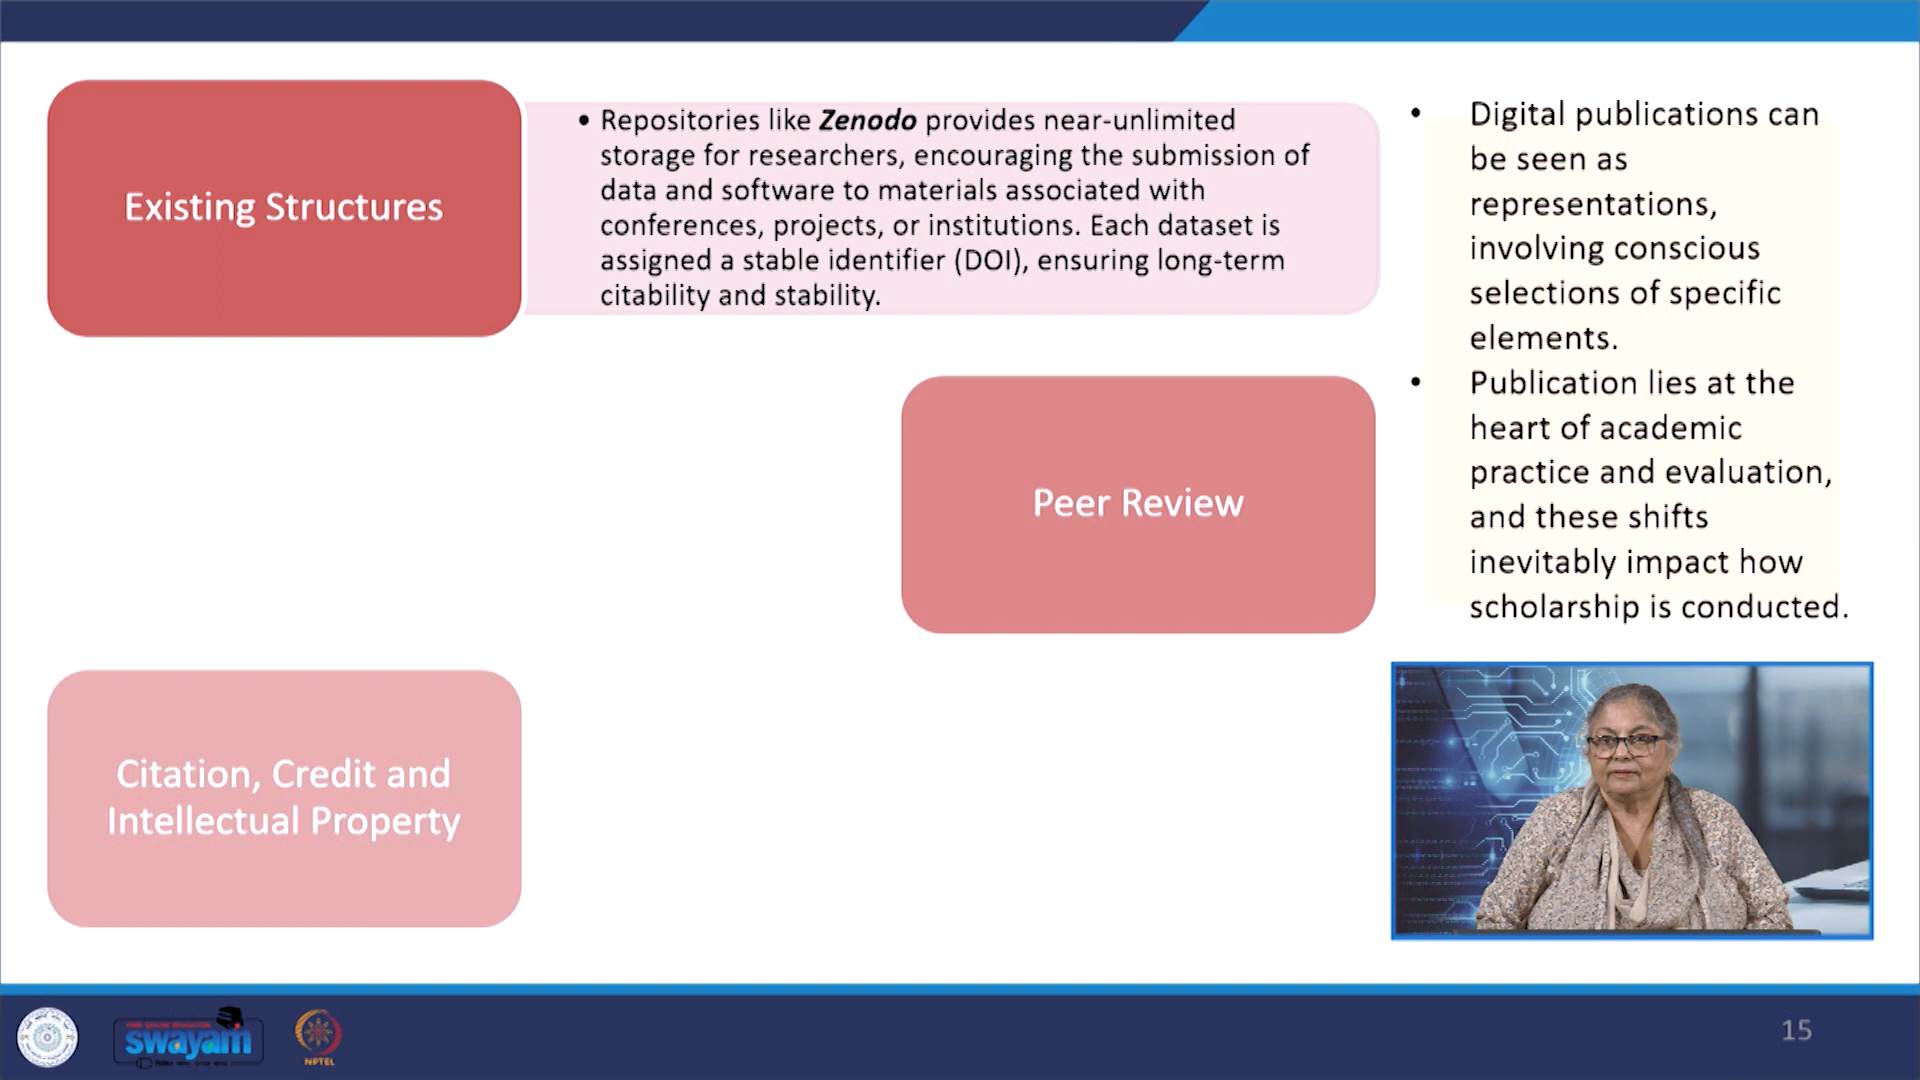 Existing Structures
• Repositories like Zenodo provides near-unlimited
storage for researchers, encouraging the submission of
data and software to materials associated with
conferences, projects, or institutions. Each dataset is
assigned a stable identifier (DOI), ensuring long-term
citability and stability.
Peer Review
Citation, Credit and
Intellectual Property
• Digital publications can
be seen as
representations,
involving conscious
selections of specific
elements.
• Publication lies at the
heart of academic
practice and evaluation,
and these shifts
inevitably impact how
scholarship is conducted.
FREE ONLINE EDUCATION
swayam
NPTEL
15